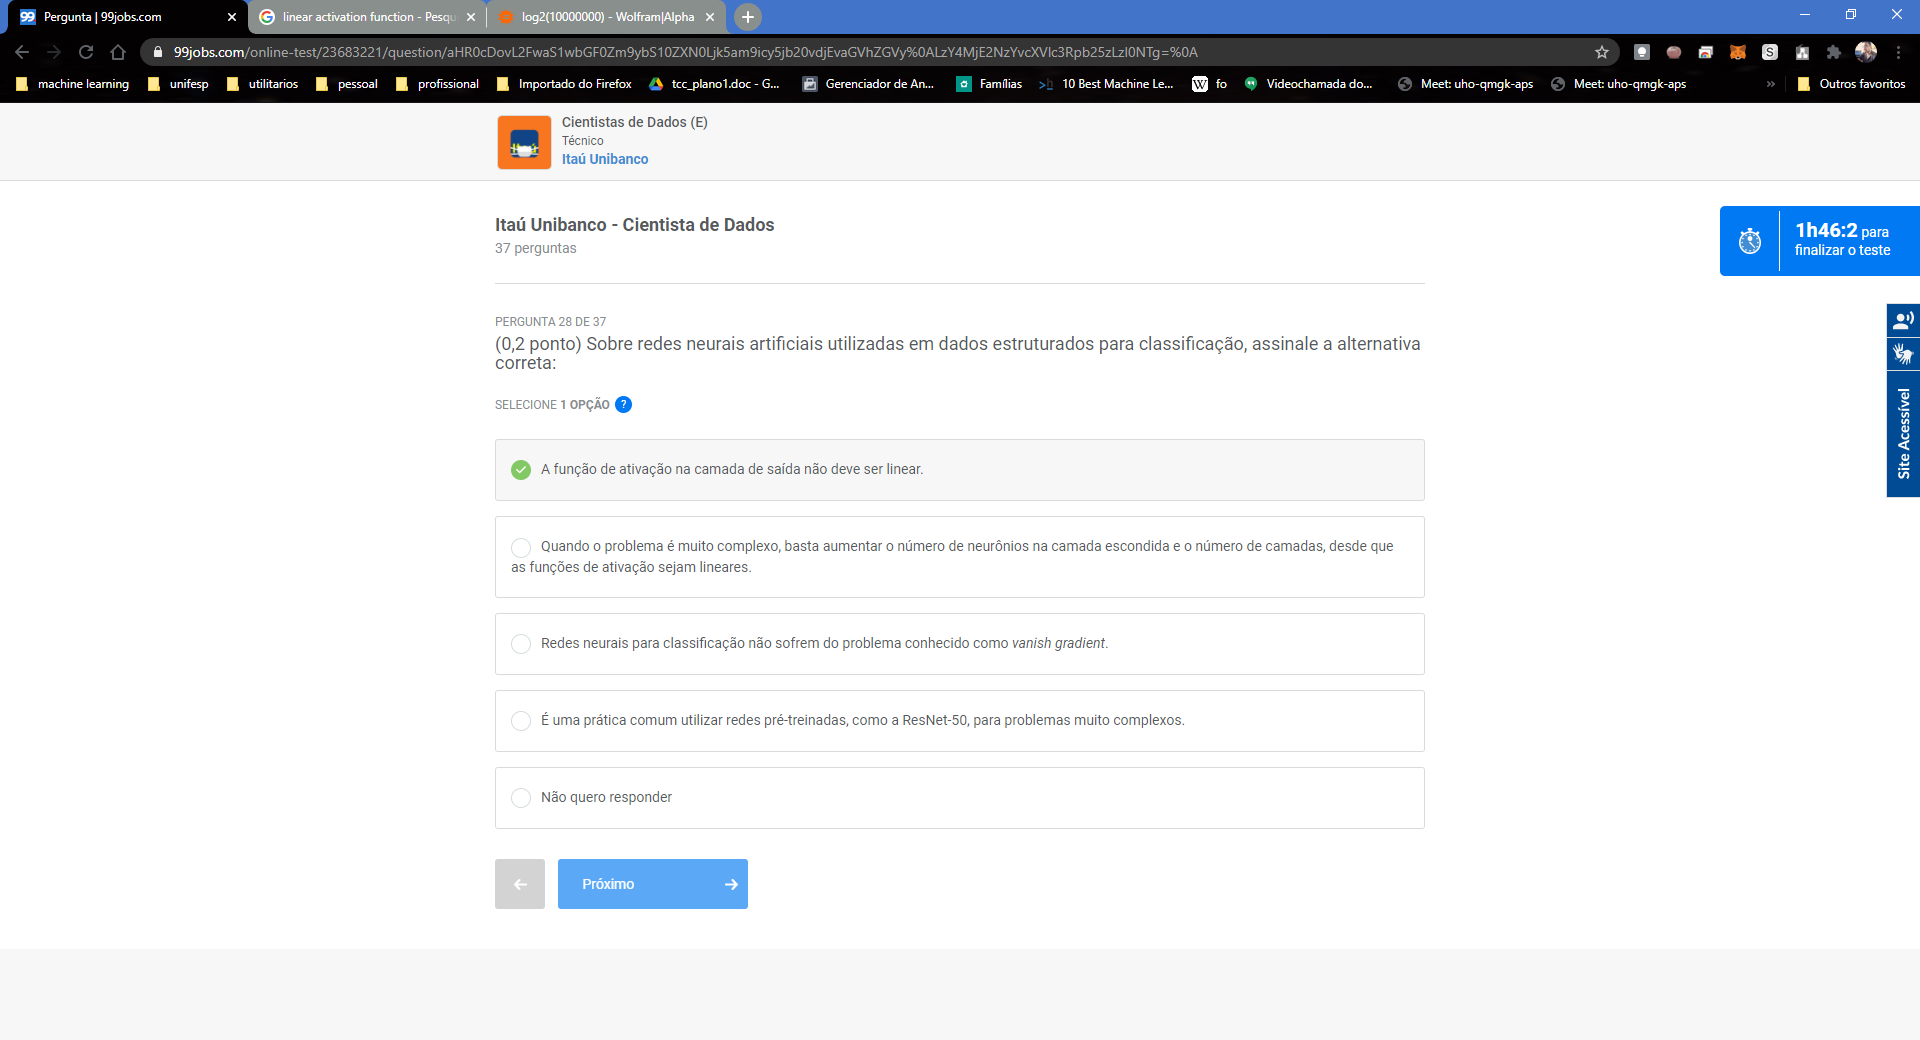 Pergunta | 99jobs.com
linear activation function - Pesqu
log2(10000000) - Wolfram|Alpha
99jobs.com/online-test/23683221/question/aHR0cDovL2FwaS1wbGF0Zm9ybS10ZXN0Ljk5am9icy5jb20vdjEvaGVhZGVy%0ALzY4MjE2NzYvcXVlc3Rpb25zLzI0NTg=%0A
machine learning
unifesp
utilitarios
pessoal
profissional
Importado do Firefox
tcc_plano1.doc - G...
Gerenciador de An...
Famílias
10 Best Machine Le...
fo
Videochamada do...
Meet: uho-qmgk-aps
Meet: uho-qmgk-aps
»
Outros favoritos
Cientistas de Dados (E)
Técnico
Itaú Unibanco
Itaú Unibanco - Cientista de Dados
37 perguntas
1h46:2 para
finalizar o teste
Site Acessível
PERGUNTA 28 DE 37
(0,2 ponto) Sobre redes neurais artificiais utilizadas em dados estruturados para classificação, assinale a alternativa
correta:
SELECIONE 1 OPÇÃO ?
A função de ativação na camada de saída não deve ser linear.
Quando o problema é muito complexo, basta aumentar o número de neurônios na camada escondida e o número de camadas, desde que
as funções de ativação sejam lineares.
Redes neurais para classificação não sofrem do problema conhecido como vanish gradient.
É uma prática comum utilizar redes pré-treinadas, como a ResNet-50, para problemas muito complexos.
Não quero responder
Próximo